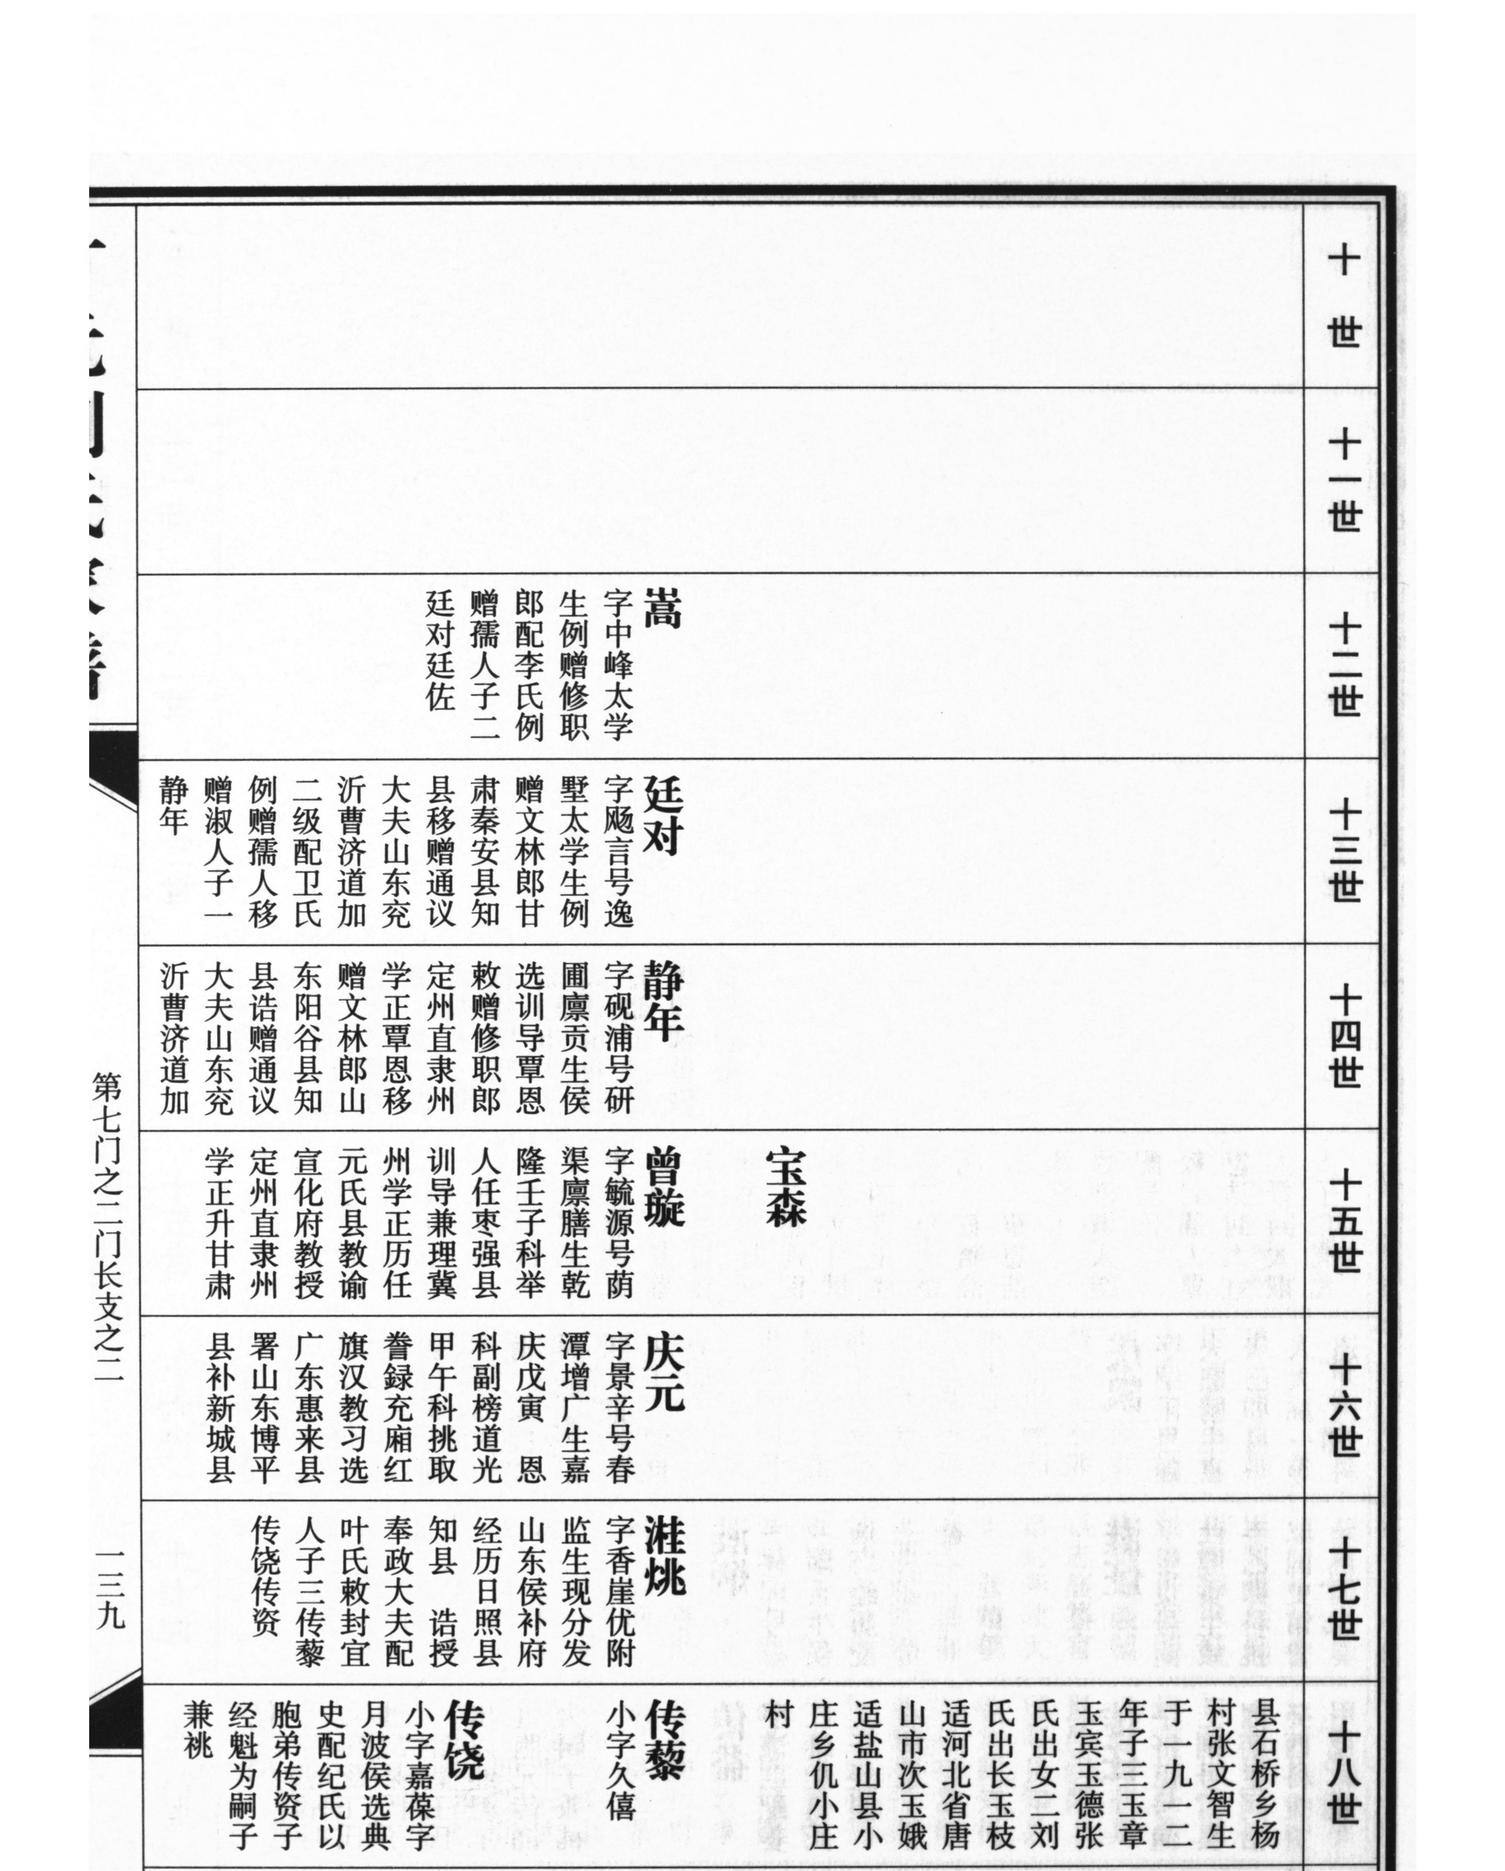 十世
十一世
十二世
嵩
字中峰太学
生例赠修职
郎配李氏例
赠孺人子二
廷对廷佐
十三世
廷对
字飏言号逸
墅太学生例
赠文林郎甘
肃秦安县知
县移赠通议
大夫山东兖
沂曹济道加
二级配卫氏
例赠孺人移
赠淑人子一
静年
十四世
静年
字砚浦号研
圃廪贡生侯
选训导覃恩
敕赠修职郎
定州直隶州
学正覃恩移
赠文林郎山
东阳谷县知
县诰赠通议
大夫山东兖
沂曹济道加
十五世
宝森
曾璇
字毓源号荫
渠廪膳生乾
隆壬子科举
人任枣强县
训导兼理冀
州学正历任
元氏县教谕
宣化府教授
定州直隶州
学正升甘肃
十六世
庆元
字景辛号春
潭增广生嘉
庆戊寅 恩
科副榜道光
甲午科挑取
誊録充厢红
旗汉教习选
广东惠来县
署山东博平
县补新城县
十七世
溎烑
字香崖优附
监生现分发
山东侯补府
经历日照县
知县 诰授
奉政大夫配
叶氏敕封宜
人子三传藜
传饶传资
十八世
县石桥乡杨
村张文智生
于一九一二
年子三玉章
玉宾玉德张
氏出女二刘
氏出长玉枝
适河北省唐
山市次玉娥
适盐山县小
庄乡仉小庄
村
传藜
小字久僖
传饶
小字嘉葆字
月波侯选典
史配纪氏以
胞弟传资子
经魁为嗣子
兼祧
第七门之二门长支之二
一三九